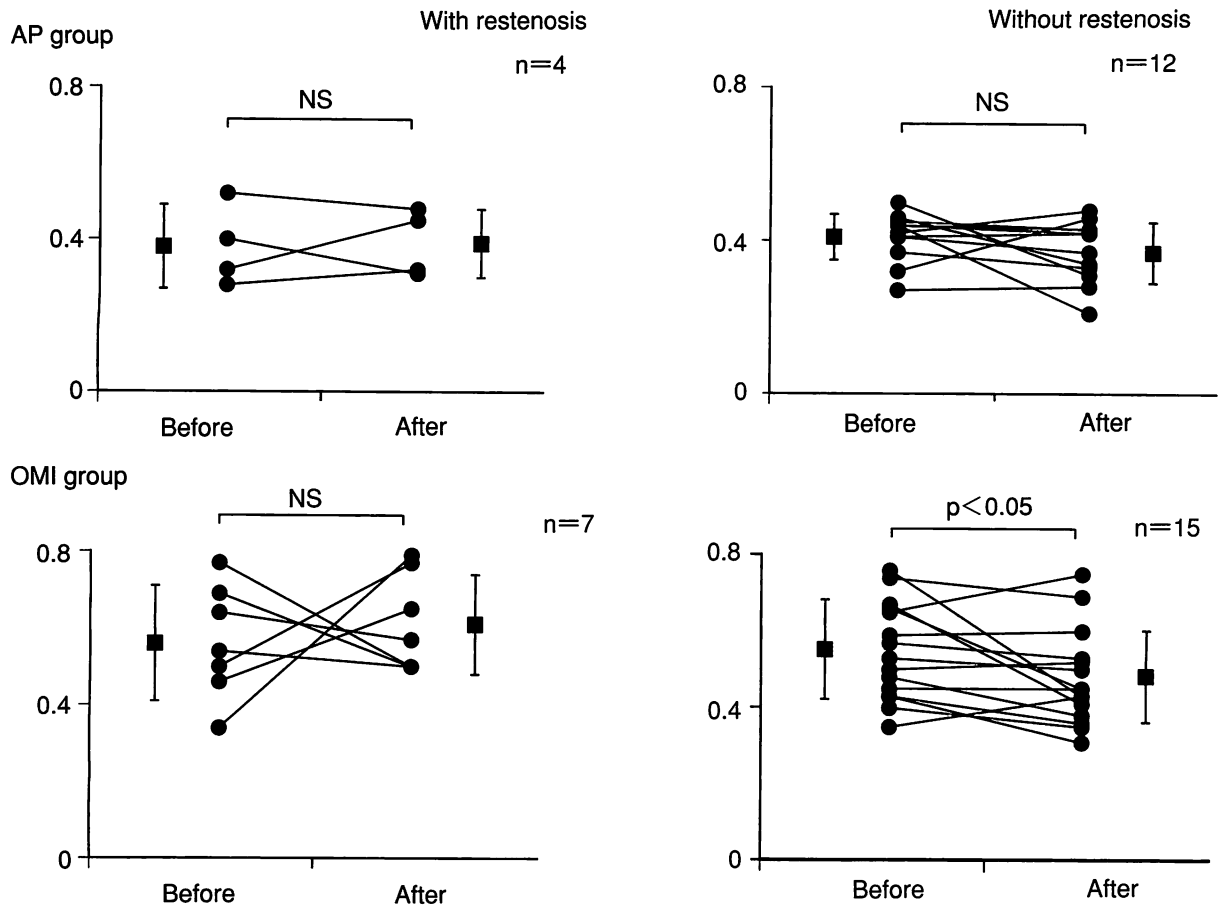 With restenosis
Without restenosis
AP group
n=4
n=12
0.8
NS
0.4
0
Before
After
0.8
NS
0.4
0
Before
After
OMI group
NS
n=7
0.8
0.4
0
Before
After
p<0.05
n=15
0.8
0.4
0
Before
After